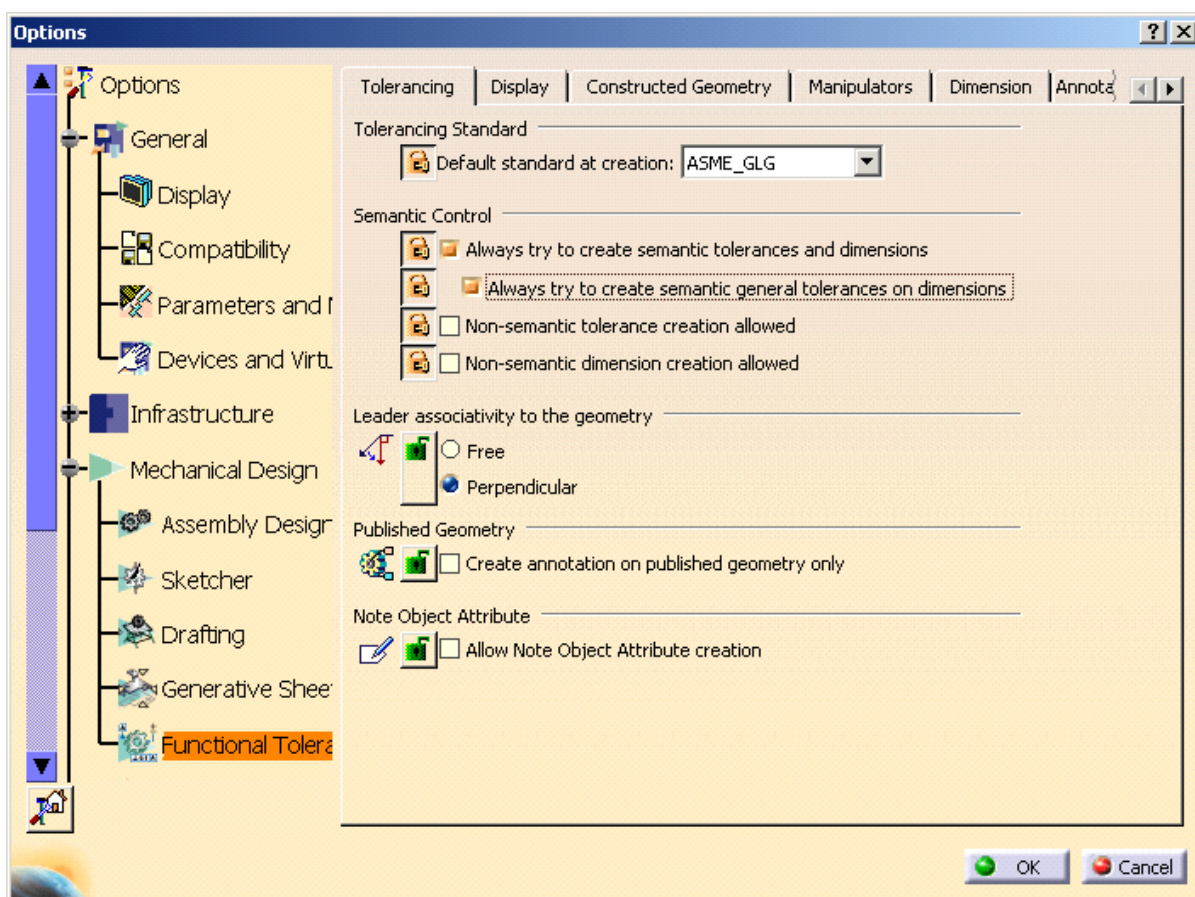 Options
Options
General
Display
Compatibility
Parameters and
Devices and Virtu
Infrastructure
Mechanical Design
Assembly Design
Sketcher
Drafting
Generative Shee
Functional Tolera
Tolerancing
Display
Constructed Geometry
Manipulators
Dimension
Annota
Tolerancing Standard
Default standard at creation: ASME_GLG
Semantic Control
Always try to create semantic tolerances and dimensions
Always try to create semantic general tolerances on dimensions
Non-semantic tolerance creation allowed
Non-semantic dimension creation allowed
Leader associativity to the geometry
Free
Perpendicular
Published Geometry
Create annotation on published geometry only
Note Object Attribute
Allow Note Object Attribute creation
OK
Cancel